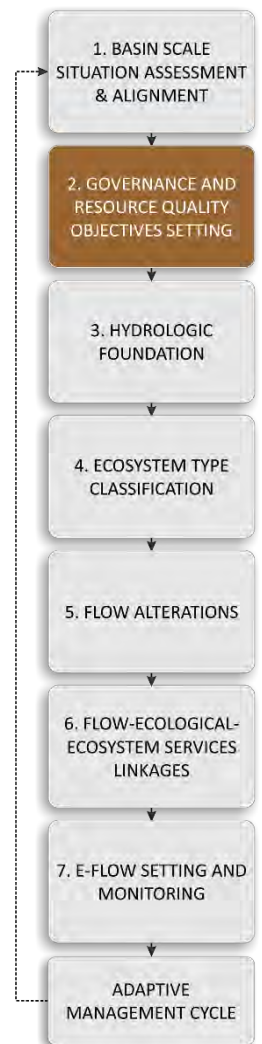 1. BASIN SCALE
SITUATION ASSESSMENT
& ALIGNMENT
2. GOVERNANCE AND
RESOURCE QUALITY
OBJECTIVES SETTING
3. HYDROLOGIC
FOUNDATION
4. ECOSYSTEM TYPE
CLASSIFICATION
5. FLOW ALTERATIONS
6. FLOW-ECOLOGICAL-
ECOSYSTEM SERVICES
LINKAGES
7. E-FLOW SETTING AND
MONITORING
ADAPTIVE
MANAGEMENT CYCLE